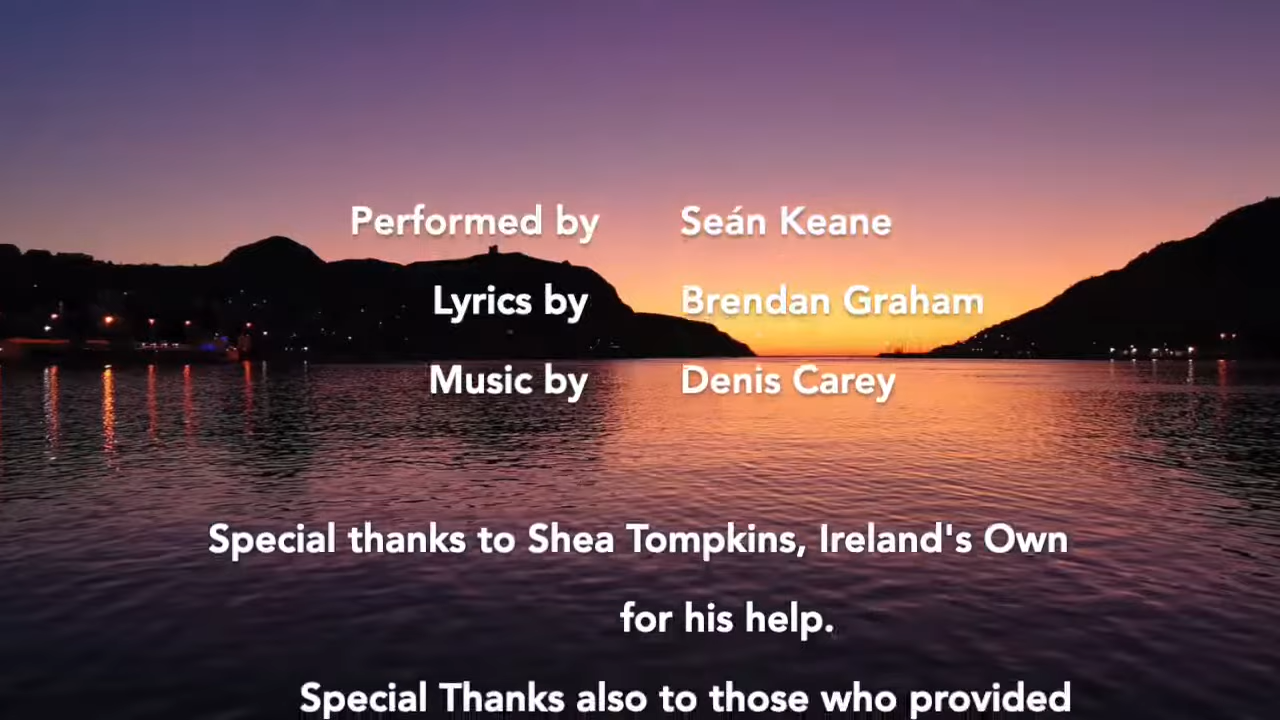 Performed by Seán Keane
Lyrics by Brendan Graham
Music by Denis Carey
Special thanks to Shea Tompkins, Ireland's Own
for his help.
Special Thanks also to those who provided